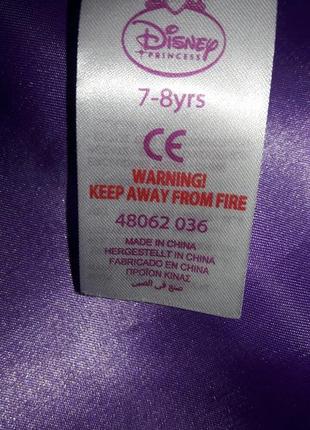 Disney
PRINCESS
7-8yrs
CE
WARNING!
KEEP AWAY FROM FIRE
48062 036
MADE IN CHINA
HERGESTELLT IN CHINA
FABRICADO EN CHINA
ΠΡΟΪΟΝ ΚΙΝΑΣ
صنع في الصين